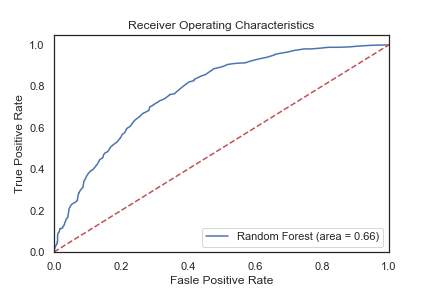 Receiver Operating Characteristics
True Positive Rate
1.0
0.8
0.6
0.4
0.2
0.0
Random Forest (area = 0.66)
0.0 0.2 0.4 0.6 0.8 1.0
Fasle Positive Rate